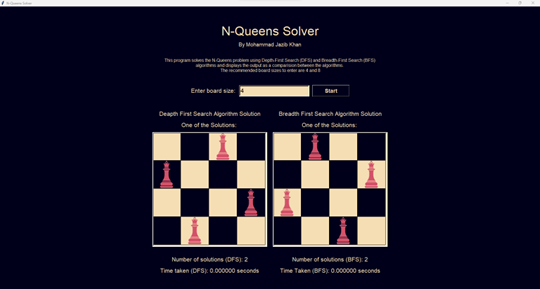 N-Queens Solver
N-Queens Solver
By Mohammad Jazib Khan
This program solves the N-Queens problem using Depth-First Search (DFS) and Breadth-First Search (BFS)
algorithms and displays the output as a comparision between the algorithms.
The recommended board sizes to enter are 4 and 8
Enter board size: 4 Start
Deapth First Search Algorithm Solution Breadth First Search Algorithm Solution
One of the Solutions: One of the Solutions:
Number of solutions (DFS): 2 Number of solutions (BFS): 2
Time taken (DFS): 0.000000 seconds Time Taken (BFS): 0.000000 seconds